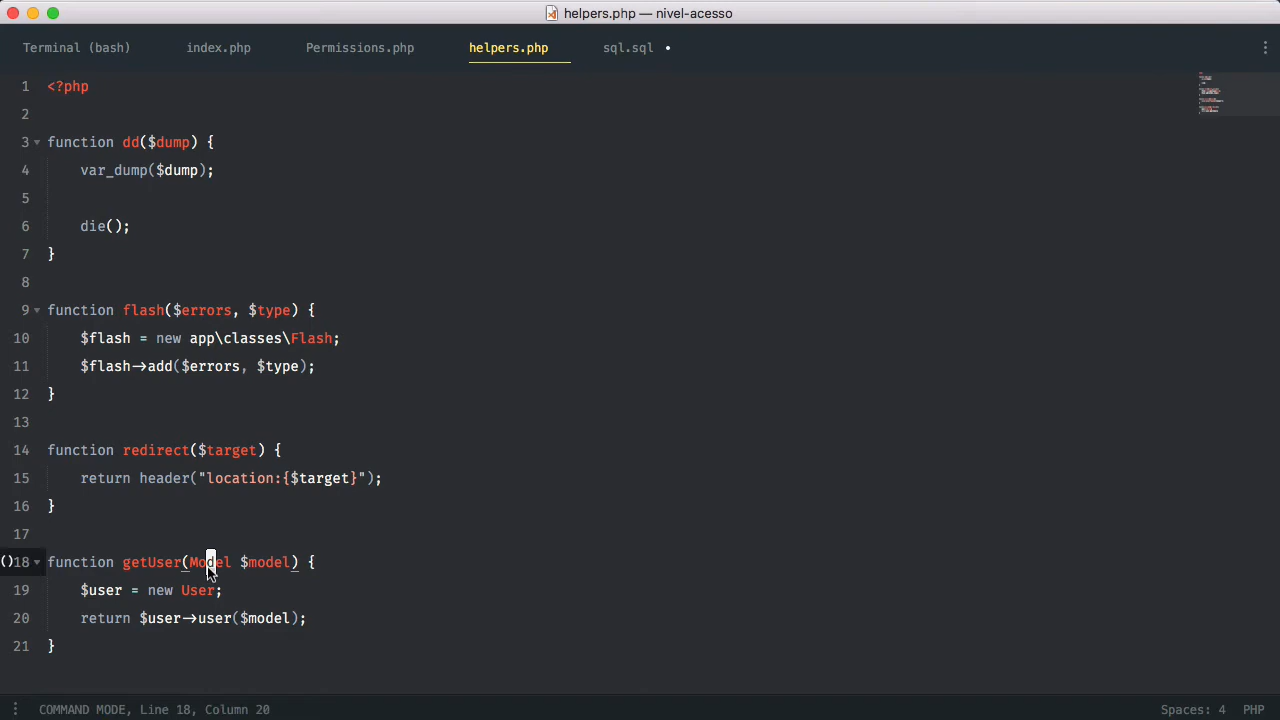 helpers.php — nivel-acesso
Terminal (bash) index.php Permissions.php helpers.php sql.sql •
1 <?php
2
3 function dd($dump) {
4 var_dump($dump);
5
6 die();
7 }
8
9 function flash($errors, $type) {
10 $flash = new app\classes\Flash;
11 $flash→add($errors, $type);
12 }
13
14 function redirect($target) {
15 return header("location:{$target}");
16 }
17
()18 function getUser(Model $model) {
19 $user = new User;
20 return $user→user($model);
21 }
COMMAND MODE, Line 18, Column 20 Spaces: 4 PHP